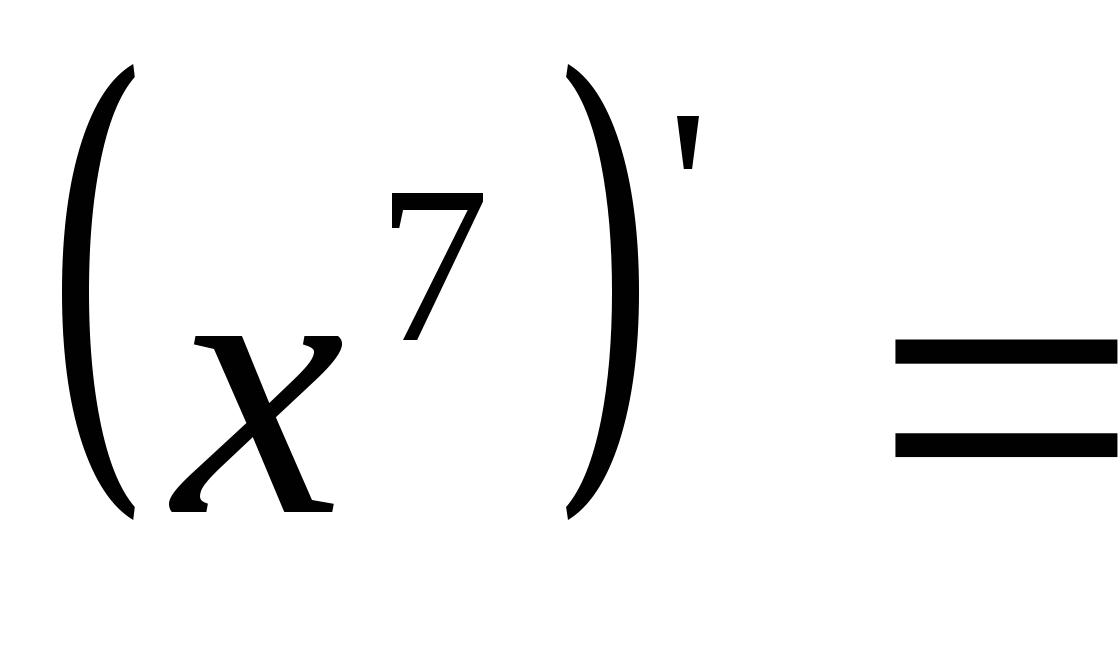 (x⁷)' =